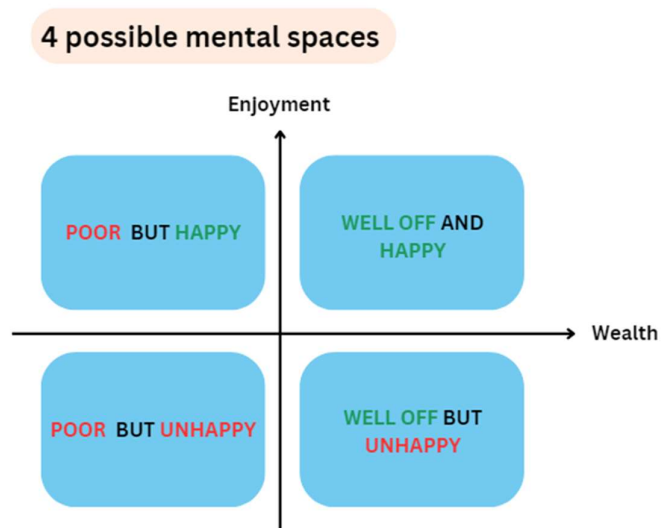 4 possible mental spaces
Enjoyment
POOR BUT HAPPY
WELL OFF AND
HAPPY
Wealth
POOR BUT UNHAPPY
WELL OFF BUT
UNHAPPY